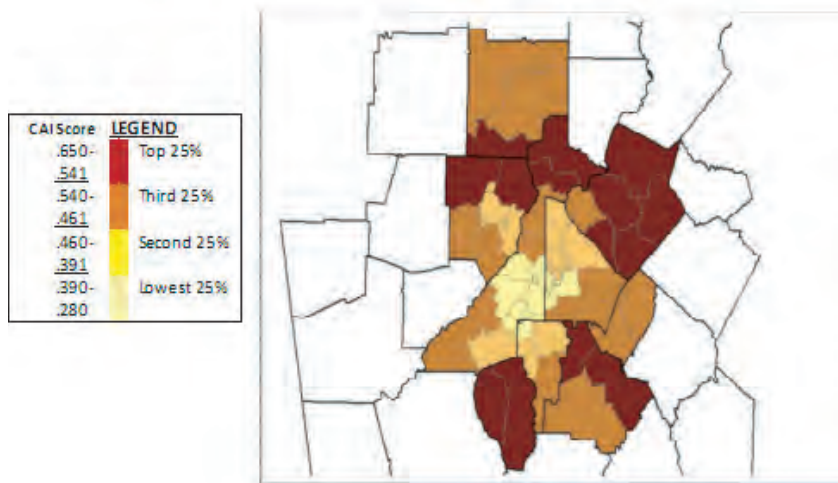 CAI Score LEGEND
.650- Top 25%
.541
.540- Third 25%
.461
.460- Second 25%
.391
.390- Lowest 25%
.280